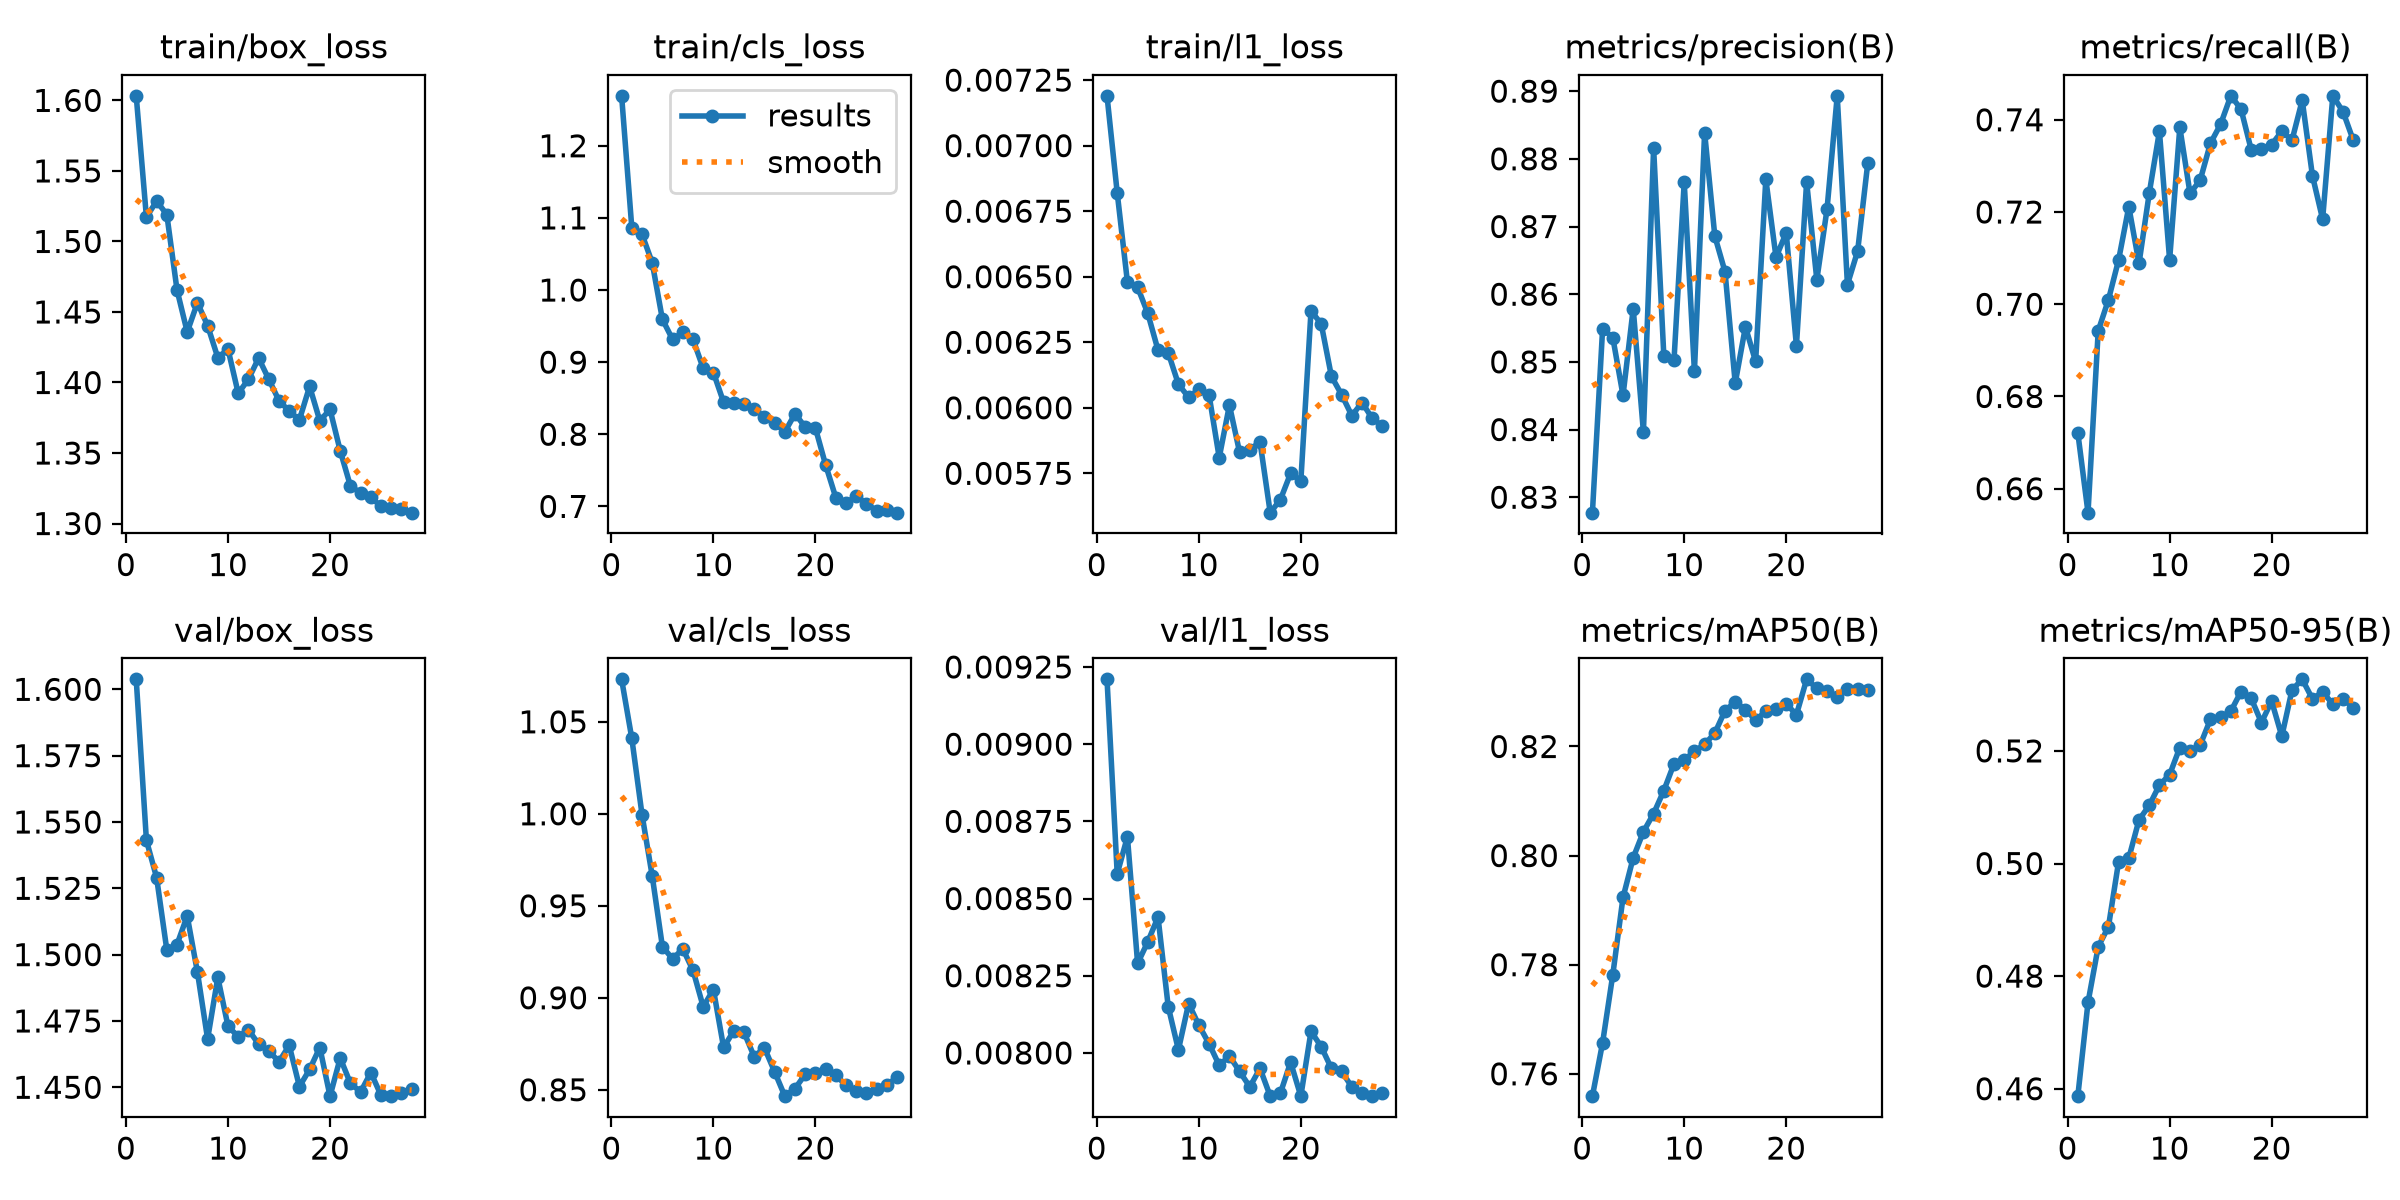 train/box_loss
1.60
1.55
1.50
1.45
1.40
1.35
1.30
0 10 20
train/cls_loss
results
smooth
1.2
1.1
1.0
0.9
0.8
0.7
0 10 20
train/l1_loss
0.00725
0.00700
0.00675
0.00650
0.00625
0.00600
0.00575
0 10 20
metrics/precision(B)
0.89
0.88
0.87
0.86
0.85
0.84
0.83
0 10 20
metrics/recall(B)
0.74
0.72
0.70
0.68
0.66
0 10 20
val/box_loss
1.600
1.575
1.550
1.525
1.500
1.475
1.450
0 10 20
val/cls_loss
1.05
1.00
0.95
0.90
0.85
0 10 20
val/l1_loss
0.00925
0.00900
0.00875
0.00850
0.00825
0.00800
0 10 20
metrics/mAP50(B)
0.82
0.80
0.78
0.76
0 10 20
metrics/mAP50-95(B)
0.52
0.50
0.48
0.46
0 10 20